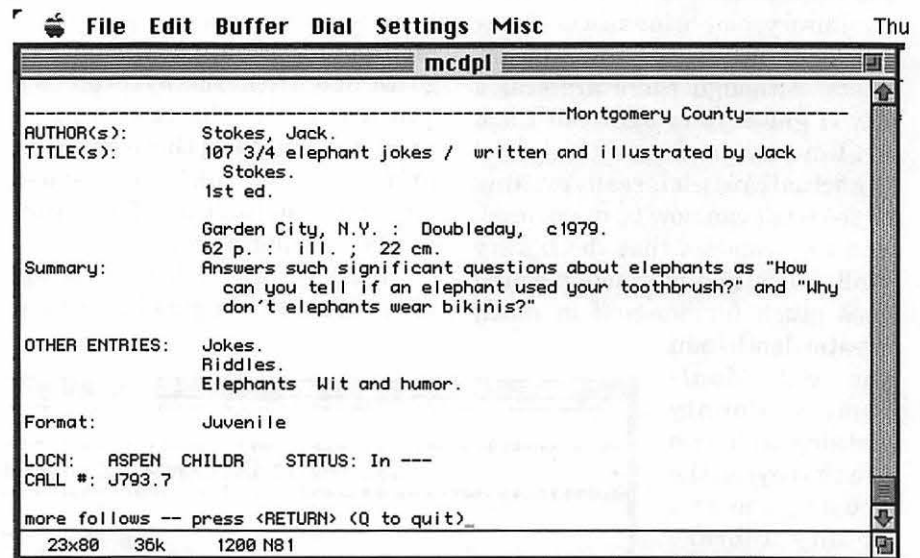 File Edit Buffer Dial Settings Misc Thu
mcdpl
Montgomery County
AUTHOR(s): Stokes, Jack.
TITLE(s): 107 3/4 elephant jokes / written and illustrated by Jack
Stokes.
1st ed.
Garden City, N.Y. : Doubleday, c1979.
62 p. : ill ; 22 cm.
Summary: Answers such significant questions about elephants as "How
can you tell if an elephant used your toothbrush?" and "Why
don't elephants wear bikinis?"
OTHER ENTRIES: Jokes.
Riddles.
Elephants Wit and humor.
Format: Juvenile
LOCN: ASPEN CHILDR STATUS: In ---
CALL #: J793.7
more follows -- press <RETURN> (Q to quit)_
23x80 36k 1200 N81